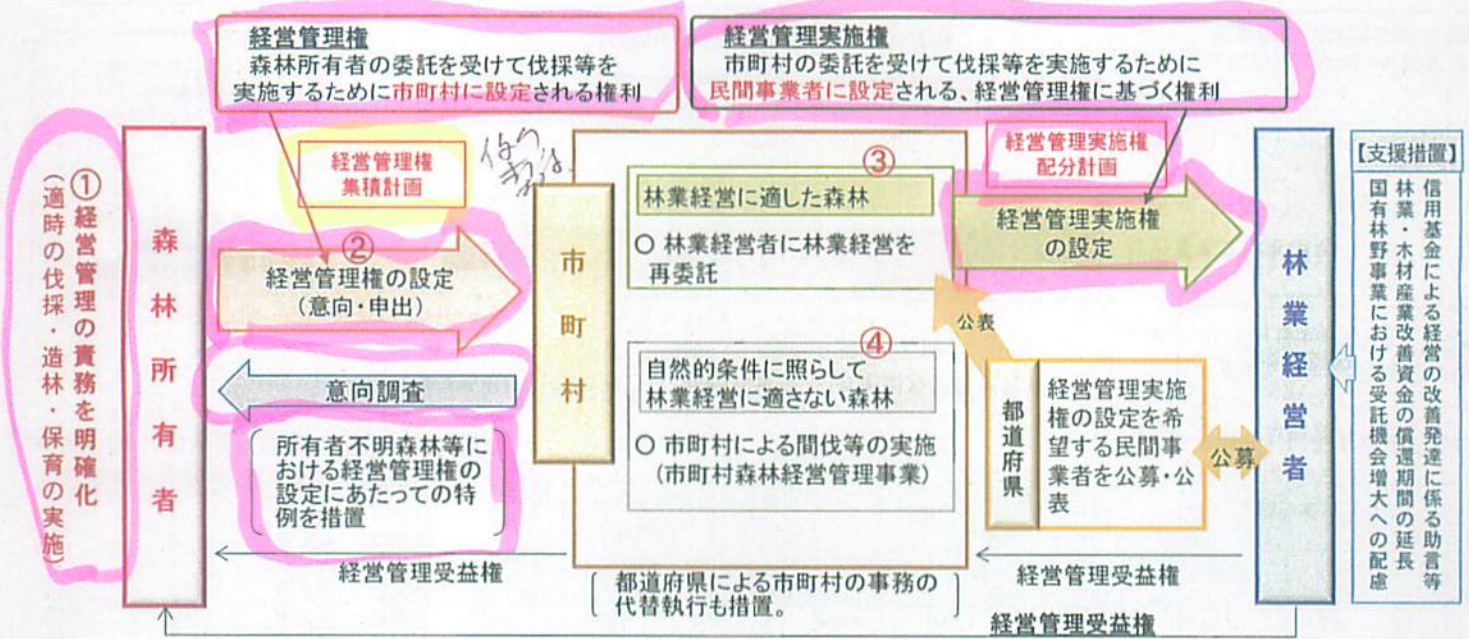 経営管理権
森林所有者の委託を受けて伐採等を
実施するために市町村に設定される権利
経営管理実施権
市町村の委託を受けて伐採等を実施するために
民間事業者に設定される、経営管理権に基づく権利
①経営管理の責務を明確化
(適時の伐採・造林・保育の実施)
森林所有者
経営管理権
集積計画
②
経営管理権の設定
(意向・申出)
意向調査
所有者不明森林等に
おける経営管理権の
設定にあたっての特
例を措置
経営管理受益権
市町村
③
林業経営に適した森林
○ 林業経営者に林業経営を
再委託
④
自然的条件に照らして
林業経営に適さない森林
○ 市町村による間伐等の実施
(市町村森林経営管理事業)
都道府県による市町村の事務の
代替執行も措置。
経営管理実施権
配分計画
経営管理実施権
の設定
公表
都道府県
経営管理実施
権の設定を希
望する民間事
業者を公募・公
表
公募
経営管理受益権
経営管理受益権
林業経営者
【支援措置】
信用基金による経営の改善発達に係る助言等
林業・木材産業改善資金の償還期間の延長
国有林野事業における受託機会増大への配慮